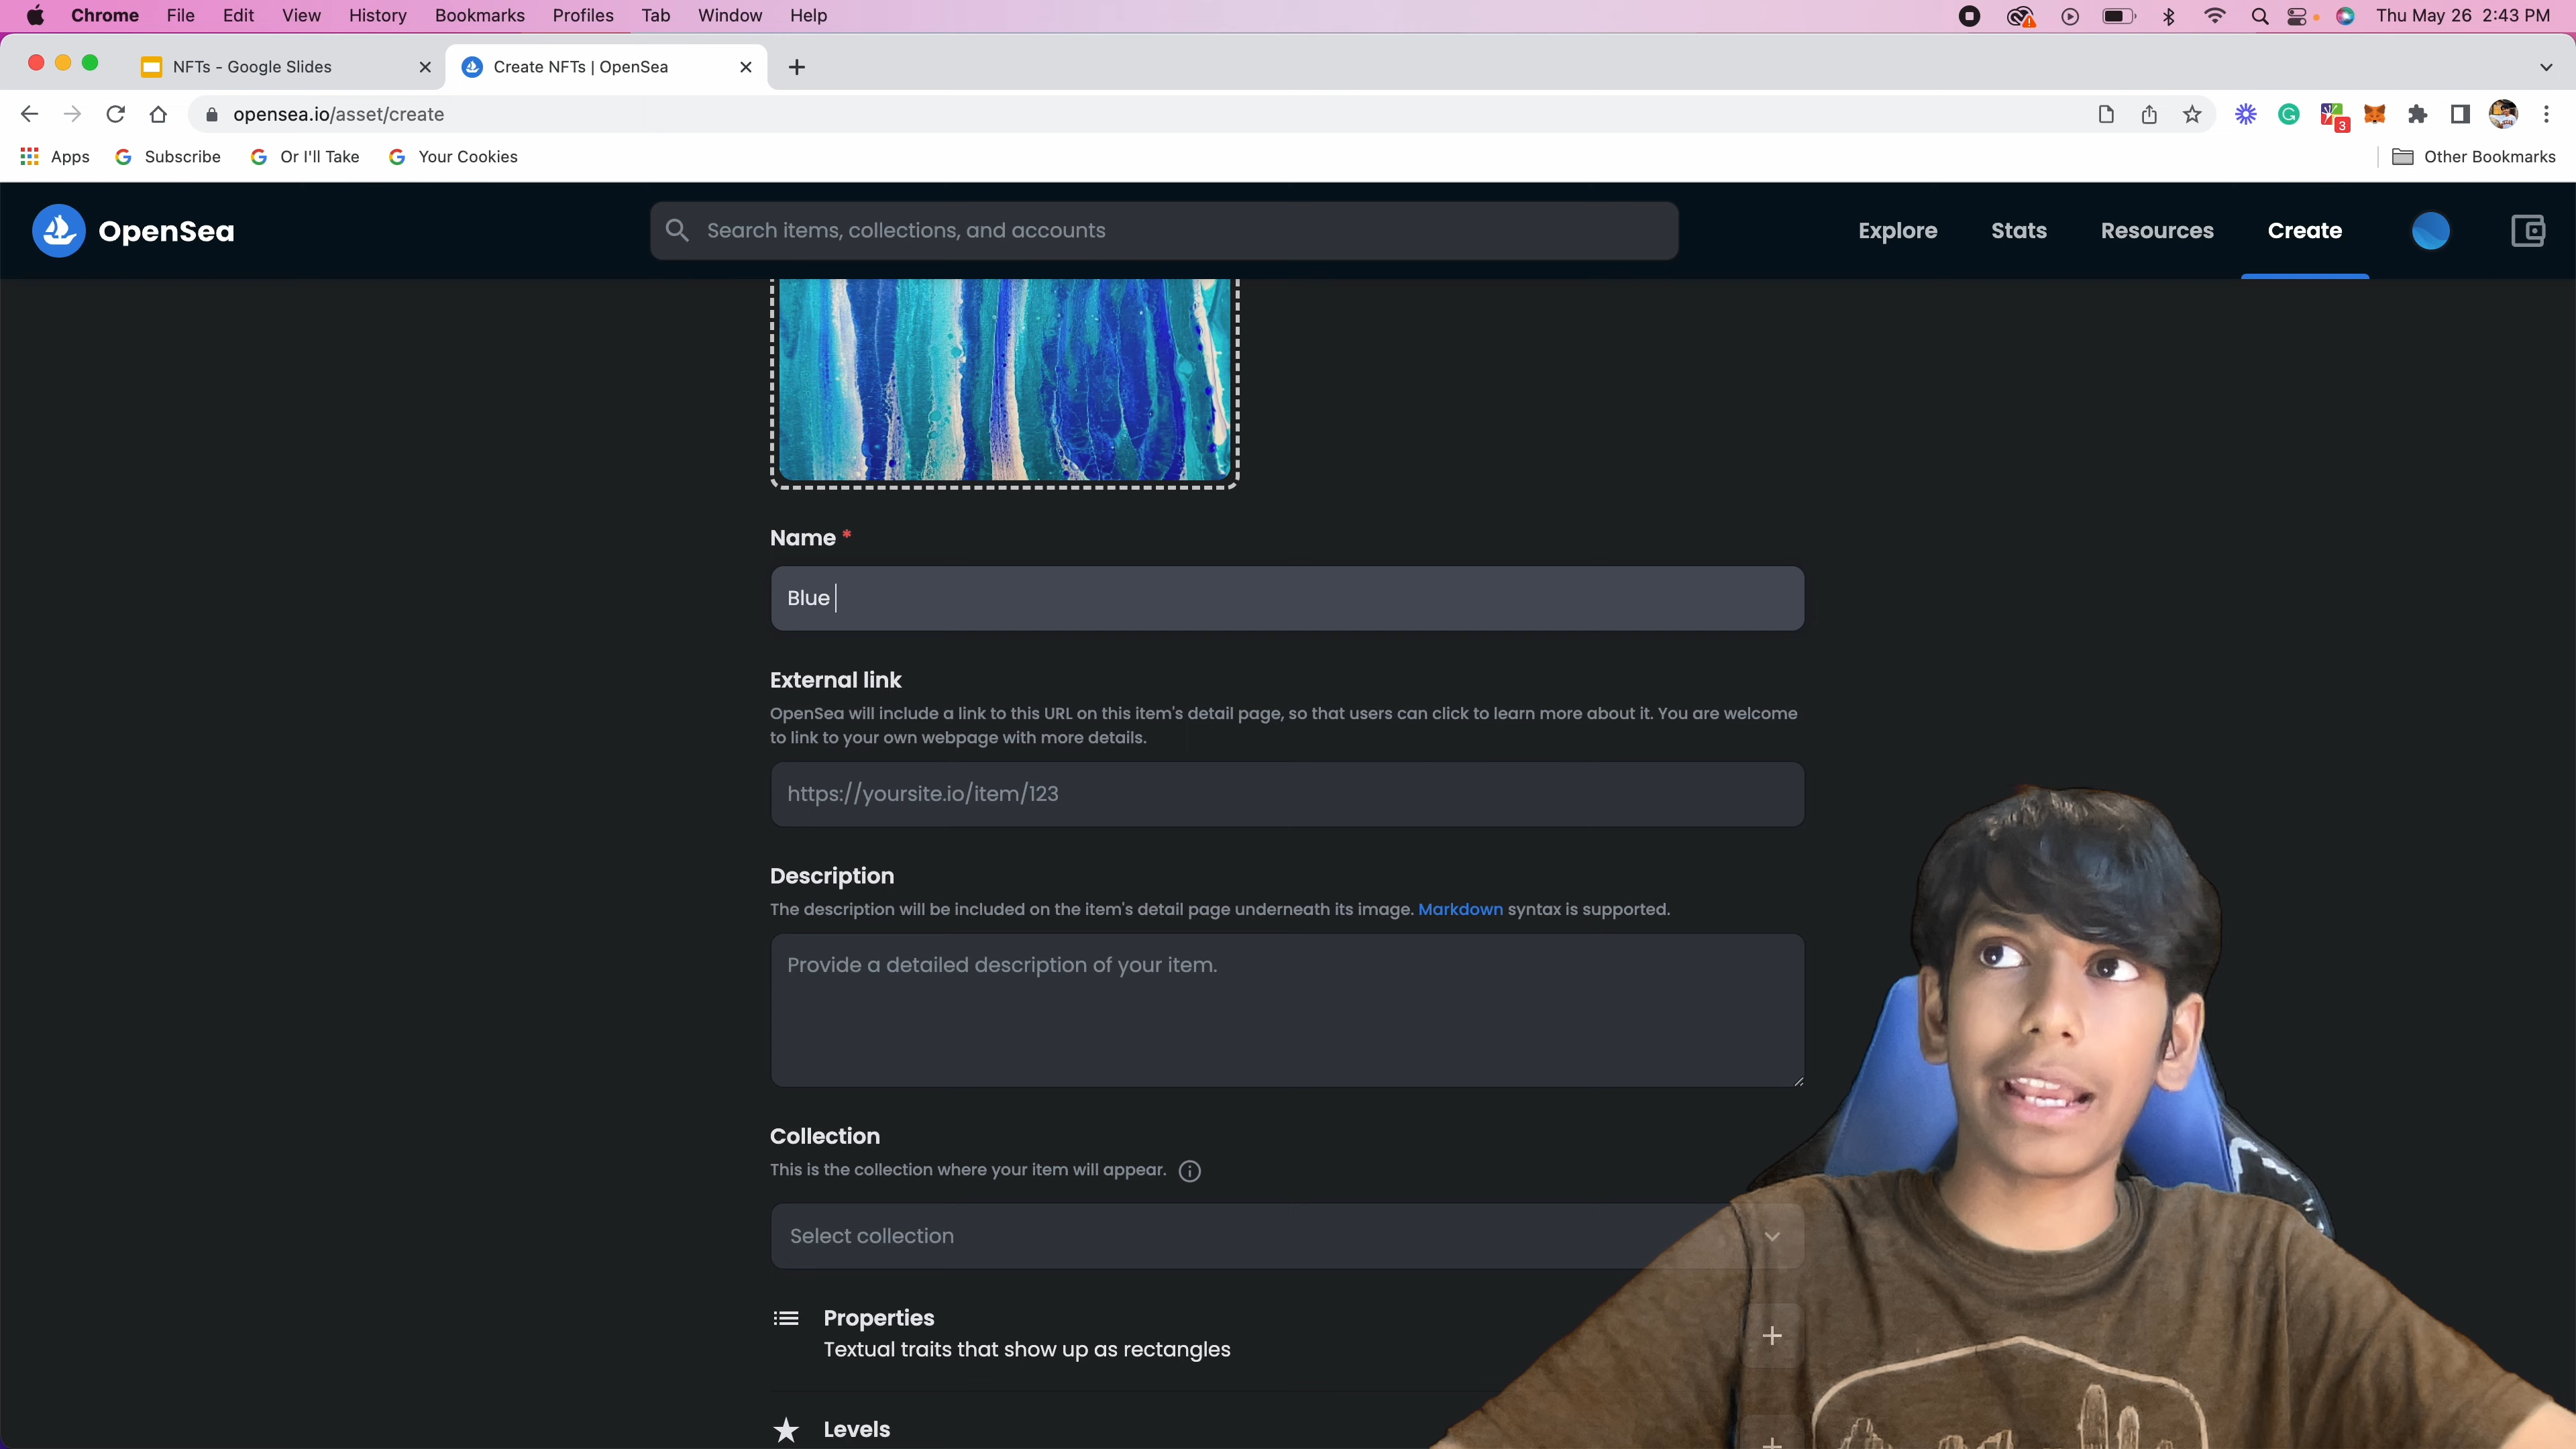 Chrome File Edit View History Bookmarks Profiles Tab Window Help Thu May 26 2:43 PM
NFTs - Google Slides Create NFTs | OpenSea
opensea.io/asset/create 3
Apps Subscribe Or I'll Take Your Cookies Other Bookmarks
OpenSea Search items, collections, and accounts Explore Stats Resources Create
Name *
Blue
External link
OpenSea will include a link to this URL on this item's detail page, so that users can click to learn more about it. You are welcome
to link to your own webpage with more details.
https://yoursite.io/item/123
Description
The description will be included on the item's detail page underneath its image. Markdown syntax is supported.
Provide a detailed description of your item.
Collection
This is the collection where your item will appear.
Select collection
Properties
Textual traits that show up as rectangles
Levels